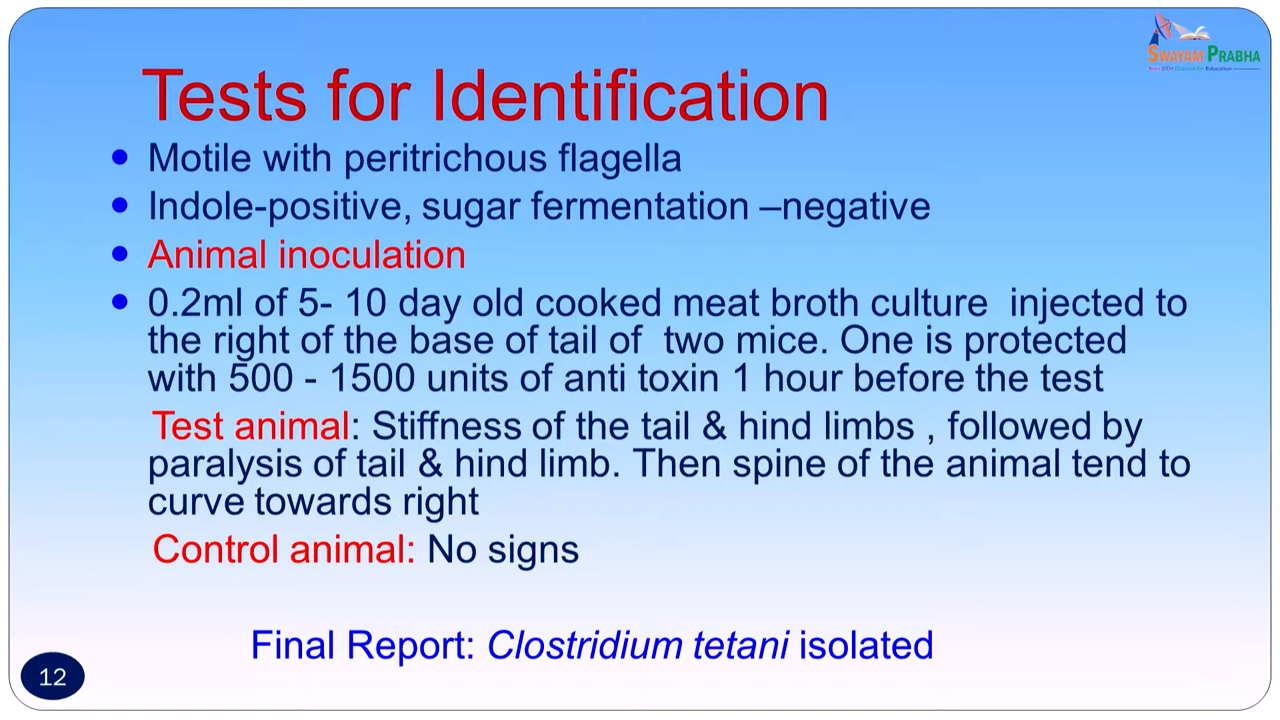 SWAYAM PRABHA
Tests for Identification
• Motile with peritrichous flagella
• Indole-positive, sugar fermentation –negative
• Animal inoculation
• 0.2ml of 5- 10 day old cooked meat broth culture injected to
the right of the base of tail of two mice. One is protected
with 500 - 1500 units of anti toxin 1 hour before the test
Test animal: Stiffness of the tail & hind limbs , followed by
paralysis of tail & hind limb. Then spine of the animal tend to
curve towards right
Control animal: No signs
Final Report: Clostridium tetani isolated
12